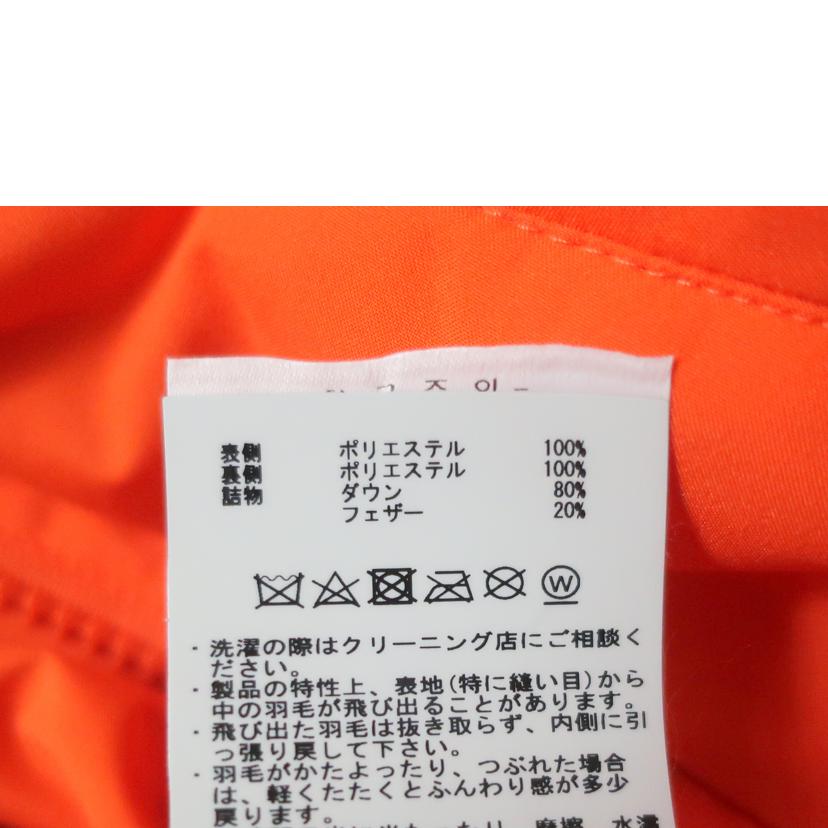 表側 ポリエステル 100%
裏側 ポリエステル 100%
詰物 ダウン 80%
フェザー 20%
W
・洗濯の際はクリーニング店にご相談く
ださい。
・製品の特性上、表地(特に縫い目)から
中の羽毛が飛び出ることがあります。
・飛び出た羽毛は抜き取らず、内側に引
っ張り戻して下さい。
・羽毛がかたよったり、つぶれた場合
は、軽くたたくとふんわり感が多少
戻ります。